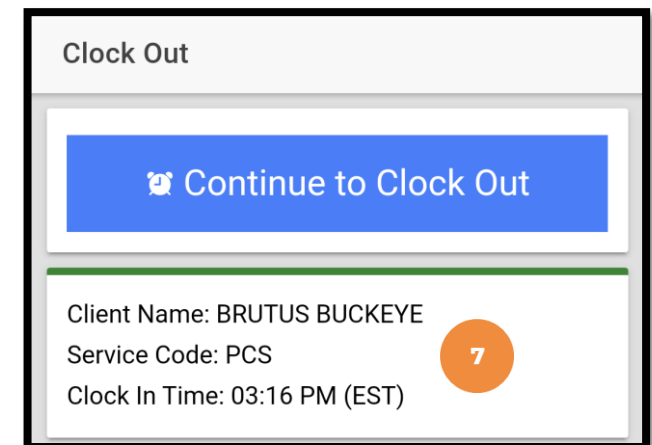 Clock Out
Continue to Clock Out
Client Name: BRUTUS BUCKEYE
Service Code: PCS
7
Clock In Time: 03:16 PM (EST)